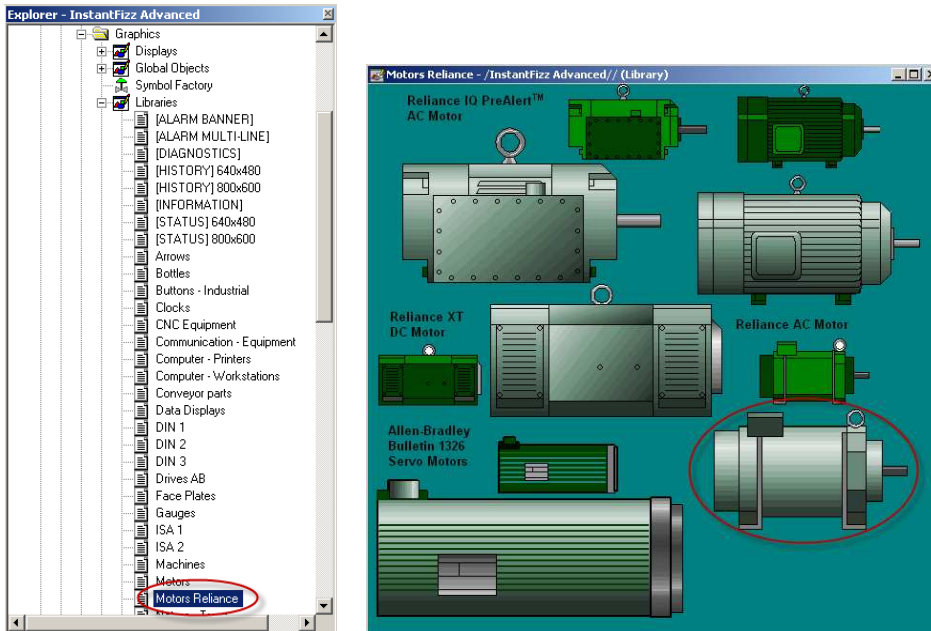 Explorer - InstantFizz Advanced
Graphics
Displays
Global Objects
Symbol Factory
Libraries
[ALARM BANNER]
[ALARM MULTI-LINE]
[DIAGNOSTICS]
[HISTORY] 640x480
[HISTORY] 800x600
[INFORMATION]
[STATUS] 640x480
[STATUS] 800x600
Arrows
Bottles
Buttons - Industrial
Clocks
CNC Equipment
Communication - Equipment
Computer - Printers
Computer - Workstations
Conveyor parts
Data Displays
DIN 1
DIN 2
DIN 3
Drives AB
Face Plates
Gauges
ISA 1
ISA 2
Machines
Motors
Motors Reliance
Motors Reliance - /InstantFizz Advanced// (Library)
Reliance IQ PreAlert™
AC Motor
Reliance XT
DC Motor
Reliance AC Motor
Allen-Bradley
Bulletin 1326
Servo Motors